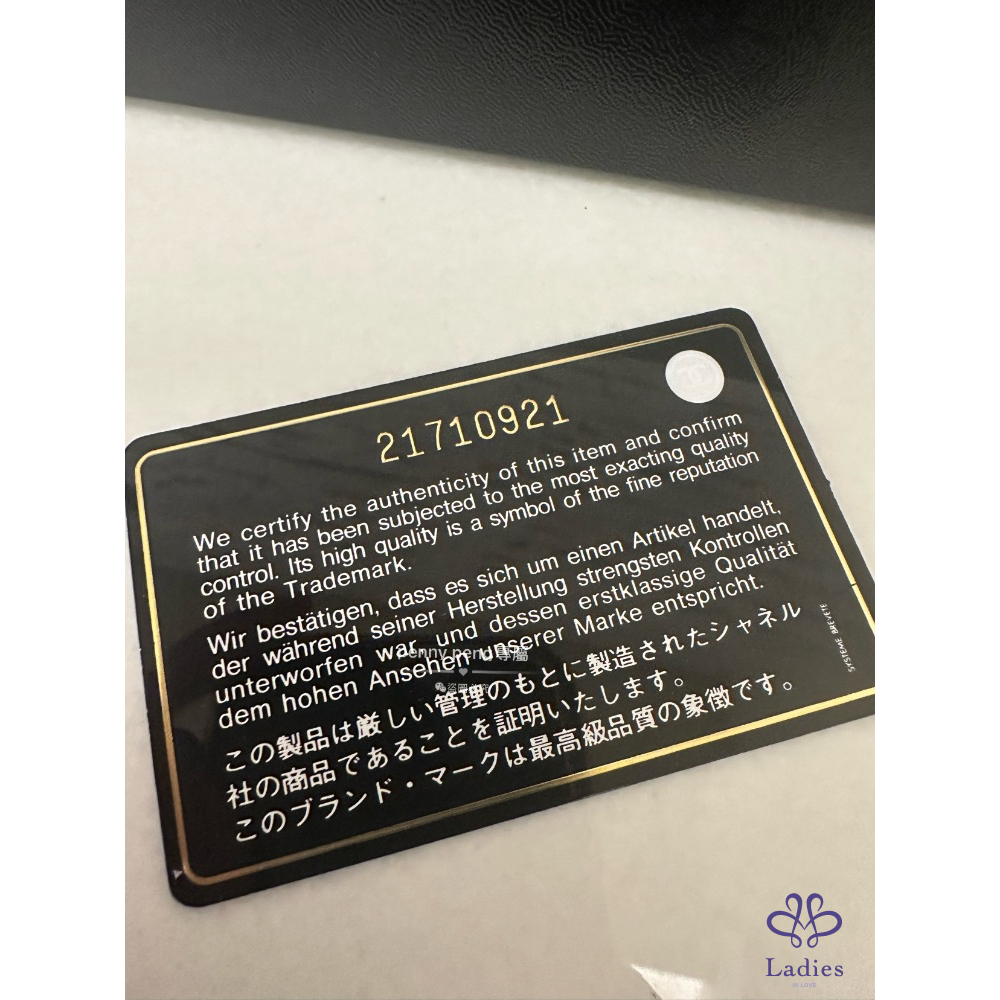 21710921
We certify the authenticity of this item and confirm
that it has been subjected to the most exacting quality
control. Its high quality is a symbol of the fine reputation
of the Trademark.
Wir bestätigen, dass es sich um einen Artikel handelt,
der während seiner Herstellung strengsten Kontrollen
unterworfen war, und dessen erstklassige Qualität
dem hohen Ansehen unserer Marke entspricht.
この製品は厳しい管理のもとに製造されたシャネル
社の商品であることを証明いたします。
このブランド・マークは最高級品質の象徴です。
SYSTEME BREVETE
專屬
Ladies
IN LOVE